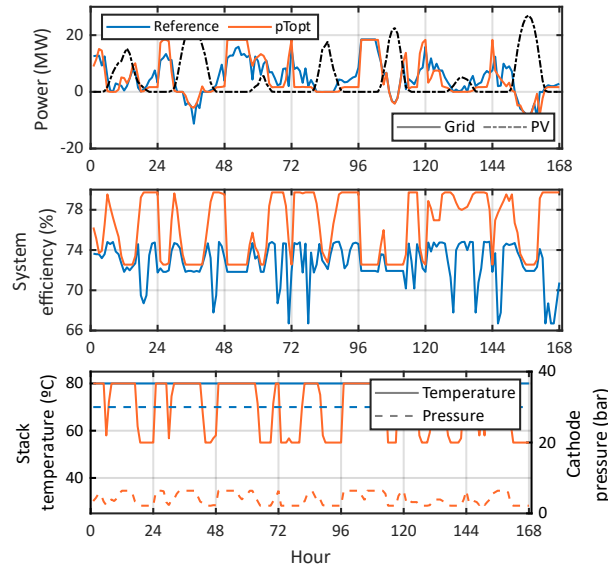 Reference
pTopt
Grid
PV
Power (MW)
20
0
-20
0 24 48 72 96 120 144 168
System
efficiency (%)
78
74
70
66
0 24 48 72 96 120 144 168
Temperature
Pressure
Stack
temperature (ºC)
80
60
40
40
20
0
Cathode
pressure (bar)
0 24 48 72 96 120 144 168
Hour